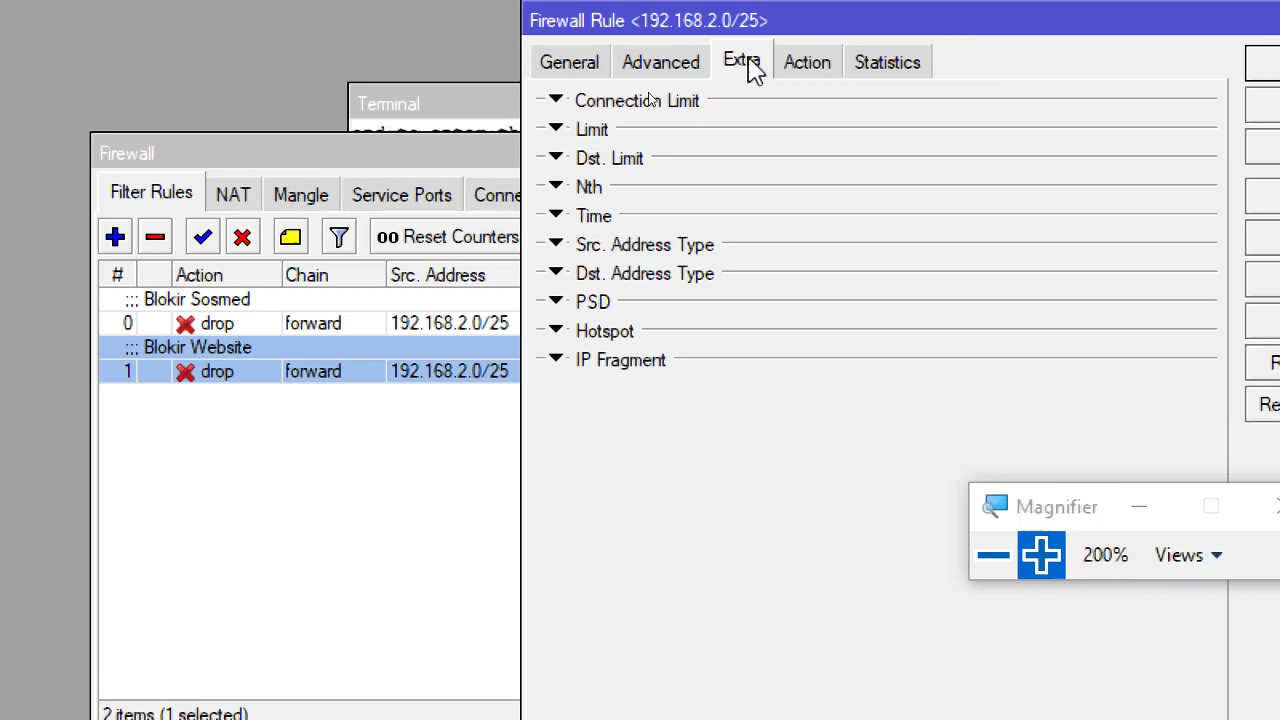 Firewall Rule <192.168.2.0/25>
General Advanced Extra Action Statistics
Connection Limit
Limit
Dst. Limit
Nth
Time
Src. Address Type
Dst. Address Type
PSD
Hotspot
IP Fragment
Terminal
Firewall
Filter Rules NAT Mangle Service Ports Conne
00 Reset Counters
# Action Chain Src. Address
;;; Blokir Sosmed
0 drop forward 192.168.2.0/25
;;; Blokir Website
1 drop forward 192.168.2.0/25
2 items (1 selected)
R
Re
Magnifier
200% Views